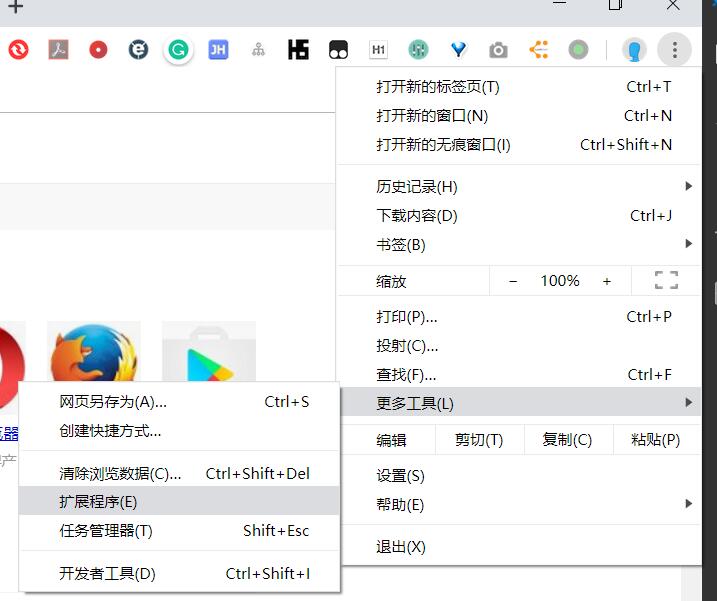 JH
H5
H1
打开新的标签页(T) Ctrl+T
打开新的窗口(N) Ctrl+N
打开新的无痕窗口(I) Ctrl+Shift+N
历史记录(H)
下载内容(D) Ctrl+J
书签(B)
缩放 − 100% +
打印(P)... Ctrl+P
投射(C)...
查找(F)... Ctrl+F
更多工具(L)
编辑 剪切(T) 复制(C) 粘贴(P)
设置(S)
帮助(E)
退出(X)
网页另存为(A)... Ctrl+S
创建快捷方式...
清除浏览数据(C)... Ctrl+Shift+Del
扩展程序(E)
任务管理器(T) Shift+Esc
开发者工具(D) Ctrl+Shift+I
览器
产